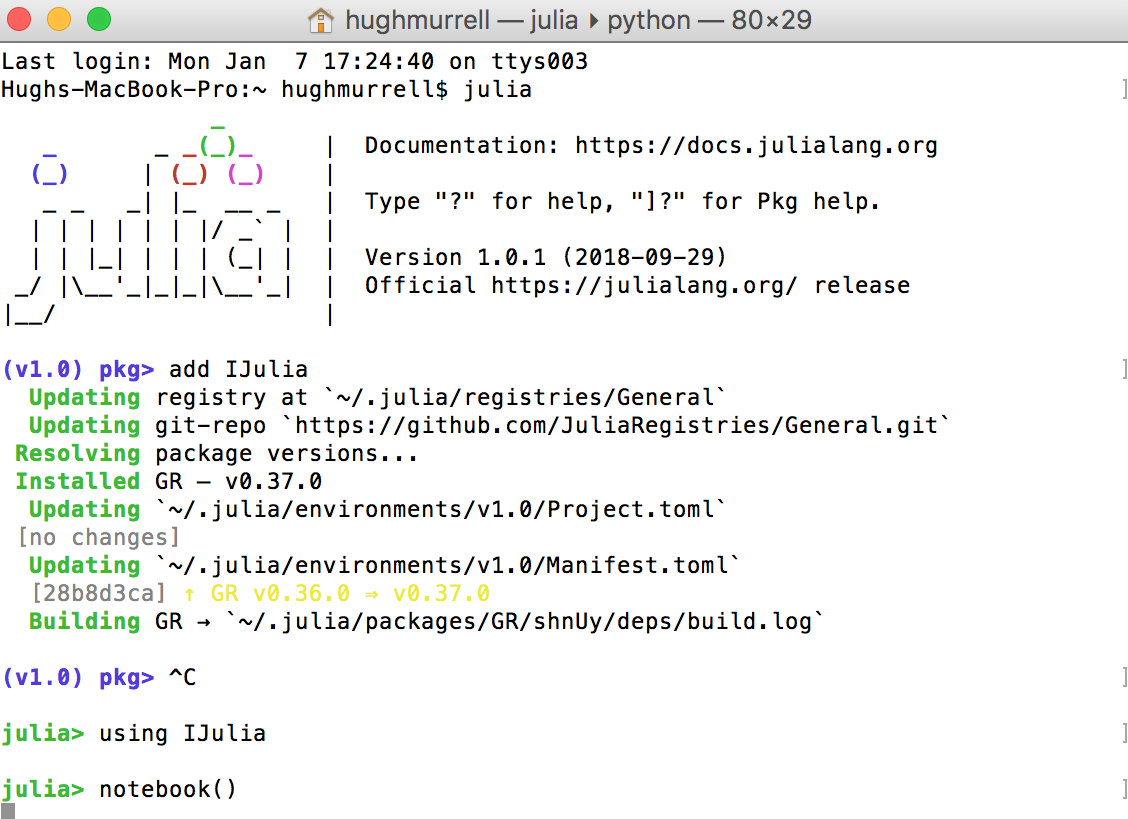 hughmurrell — julia ▸ python — 80×29
Last login: Mon Jan  7 17:24:40 on ttys003
Hughs-MacBook-Pro:~ hughmurrell$ julia
               _
   _       _ _(_)_     |  Documentation: https://docs.julialang.org
  (_)     | (_) (_)    |
   _ _   _| |_  __ _   |  Type "?" for help, "]?" for Pkg help.
  | | | | | | |/ _` |  |
  | | |_| | | | (_| |  |  Version 1.0.1 (2018-09-29)
 _/ |\__'_|_|_|\__'_|  |  Official https://julialang.org/ release
|__/                   |
(v1.0) pkg> add IJulia
  Updating registry at `~/.julia/registries/General`
  Updating git-repo `https://github.com/JuliaRegistries/General.git`
 Resolving package versions...
 Installed GR ─ v0.37.0
  Updating `~/.julia/environments/v1.0/Project.toml`
 [no changes]
  Updating `~/.julia/environments/v1.0/Manifest.toml`
  [28b8d3ca] ↑ GR v0.36.0 ⇒ v0.37.0
  Building GR → `~/.julia/packages/GR/shnUy/deps/build.log`
(v1.0) pkg> ^C
julia> using IJulia
julia> notebook()